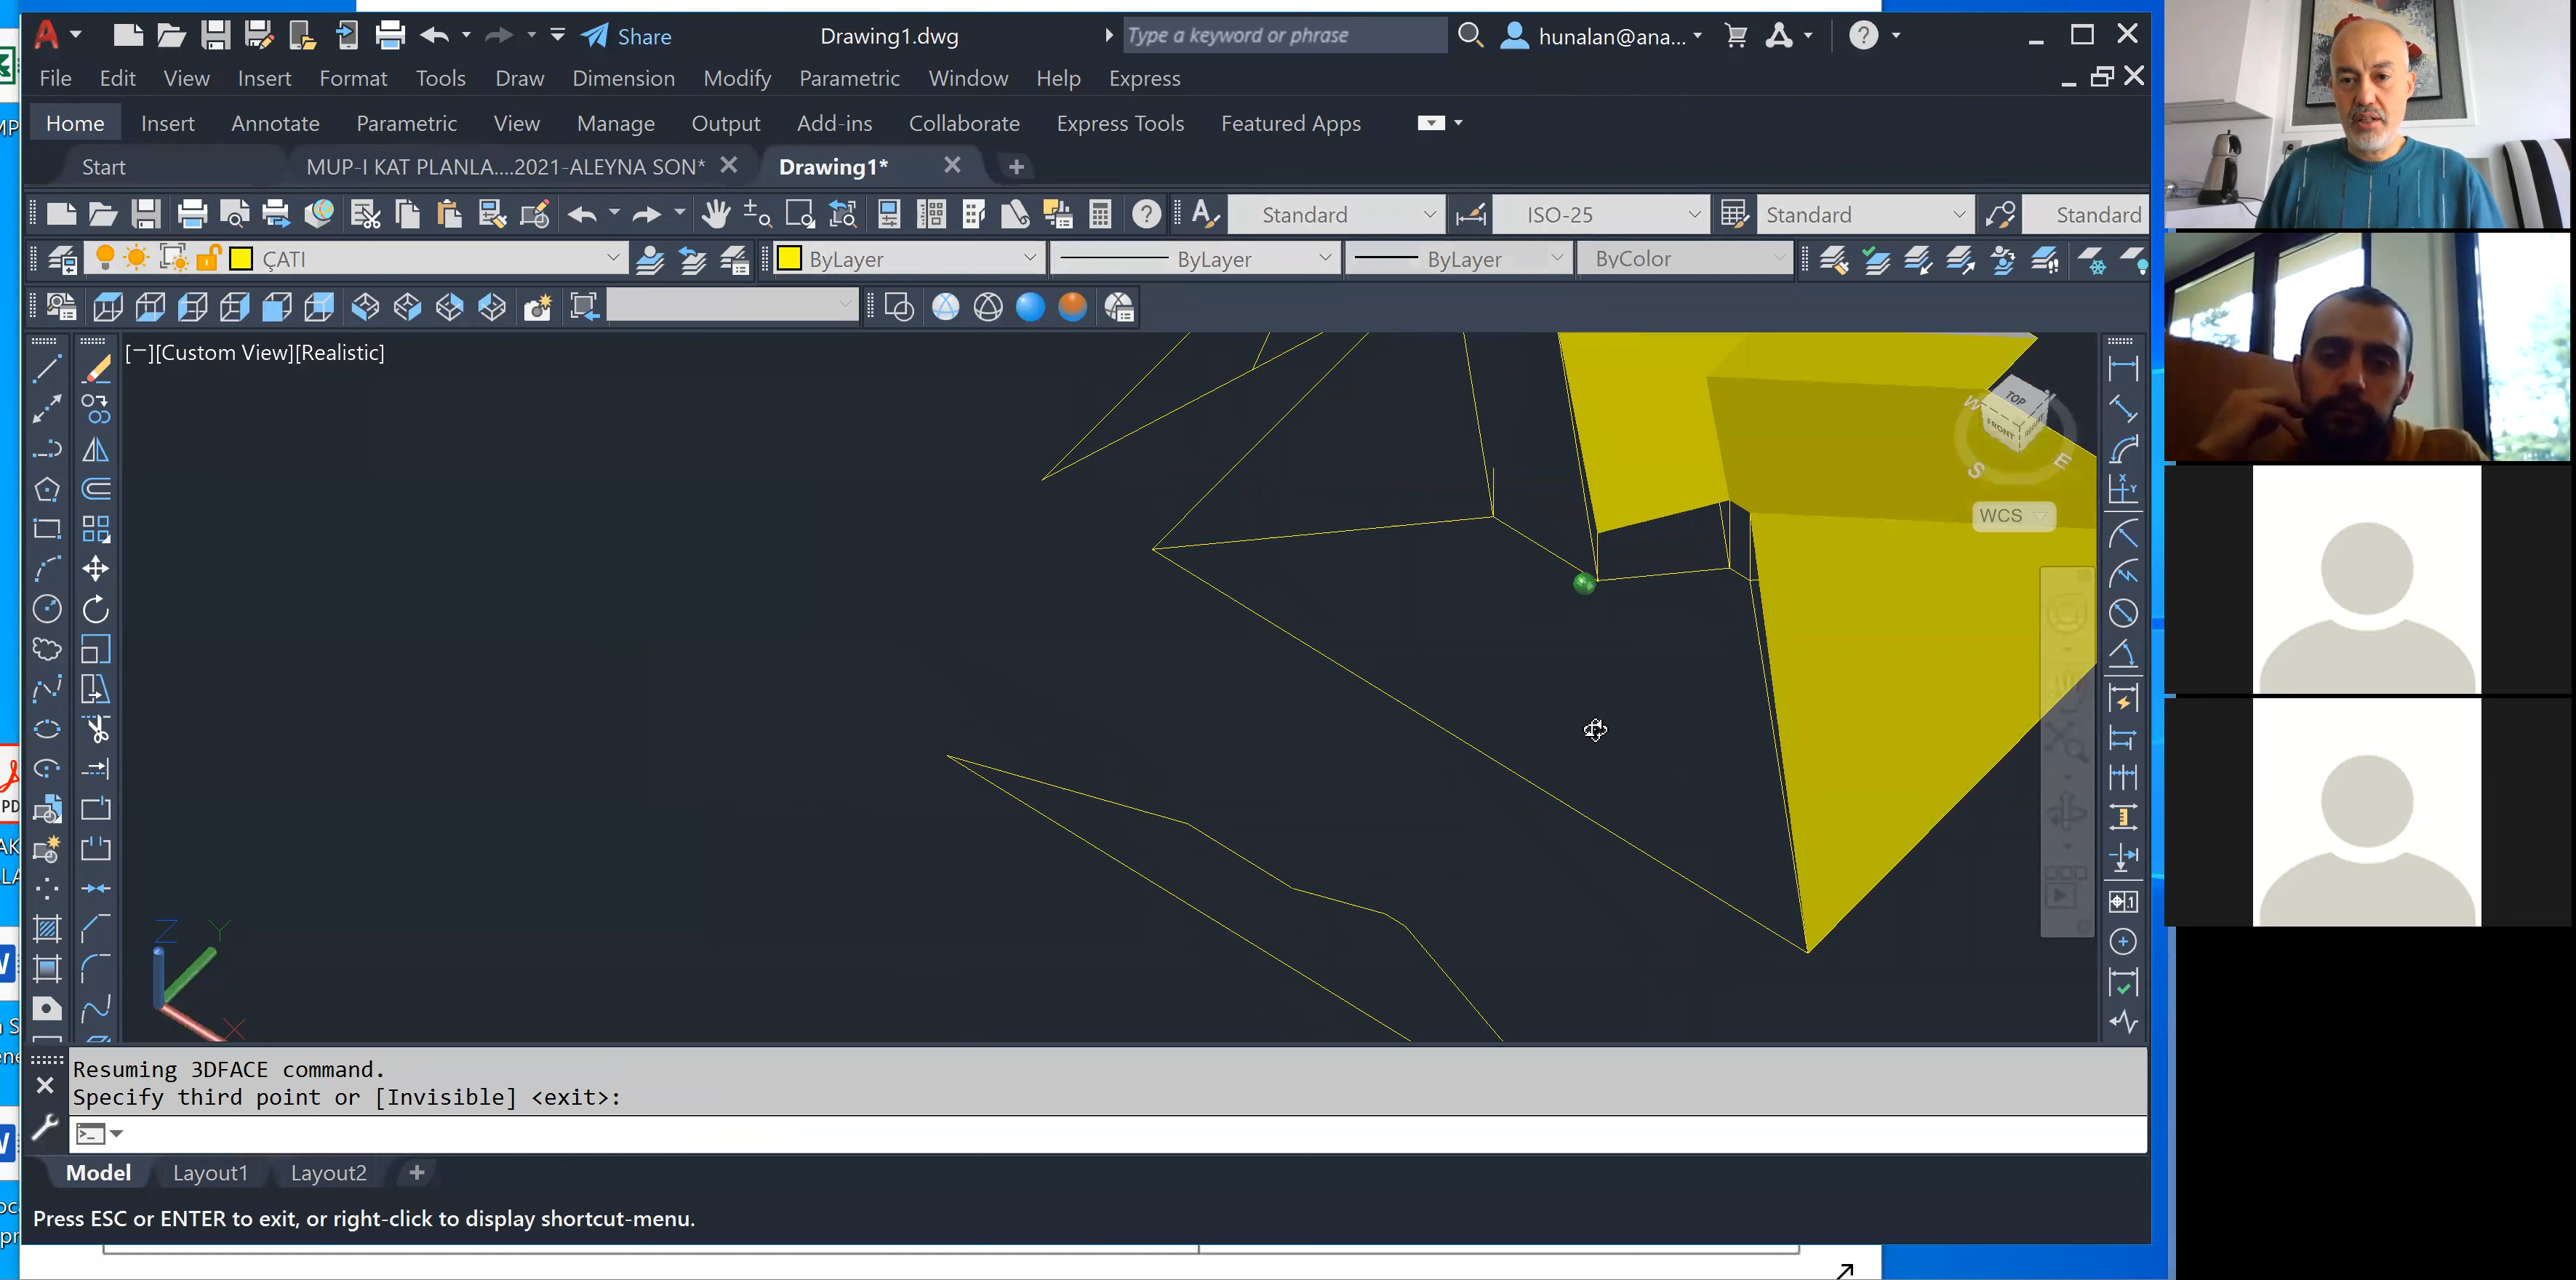 Share
Drawing1.dwg
Type a keyword or phrase
hunalan@ana...
File Edit View Insert Format Tools Draw Dimension Modify Parametric Window Help Express
Home Insert Annotate Parametric View Manage Output Add-ins Collaborate Express Tools Featured Apps
Start
MUP-I KAT PLANLA....2021-ALEYNA SON*
Drawing1*
Standard ISO-25 Standard Standard
ÇATI ByLayer ByLayer ByLayer ByColor
[−][Custom View][Realistic]
TOP
FRONT
W
S
E
WCS
Z Y
X
Resuming 3DFACE command.
Specify third point or [Invisible] <exit>:
Model Layout1 Layout2
Press ESC or ENTER to exit, or right-click to display shortcut-menu.